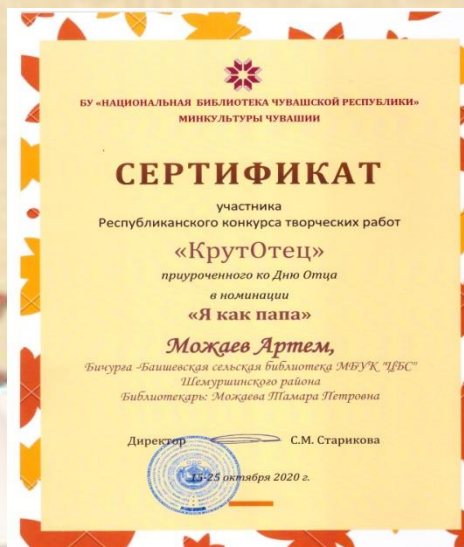 БУ «НАЦИОНАЛЬНАЯ БИБЛИОТЕКА ЧУВАШСКОЙ РЕСПУБЛИКИ»
МИНКУЛЬТУРЫ ЧУВАШИИ
СЕРТИФИКАТ
участника
Республиканского конкурса творческих работ
«КрутОтец»
приуроченного ко Дню Отца
в номинации
«Я как папа»
Можаев Артем,
Бичурга -Баишевская сельская библиотека МБУК "ЦБС"
Шемуршинского района
Библиотекарь: Можаева Тамара Петровна
Директор С.М. Старикова
15-25 октября 2020 г.